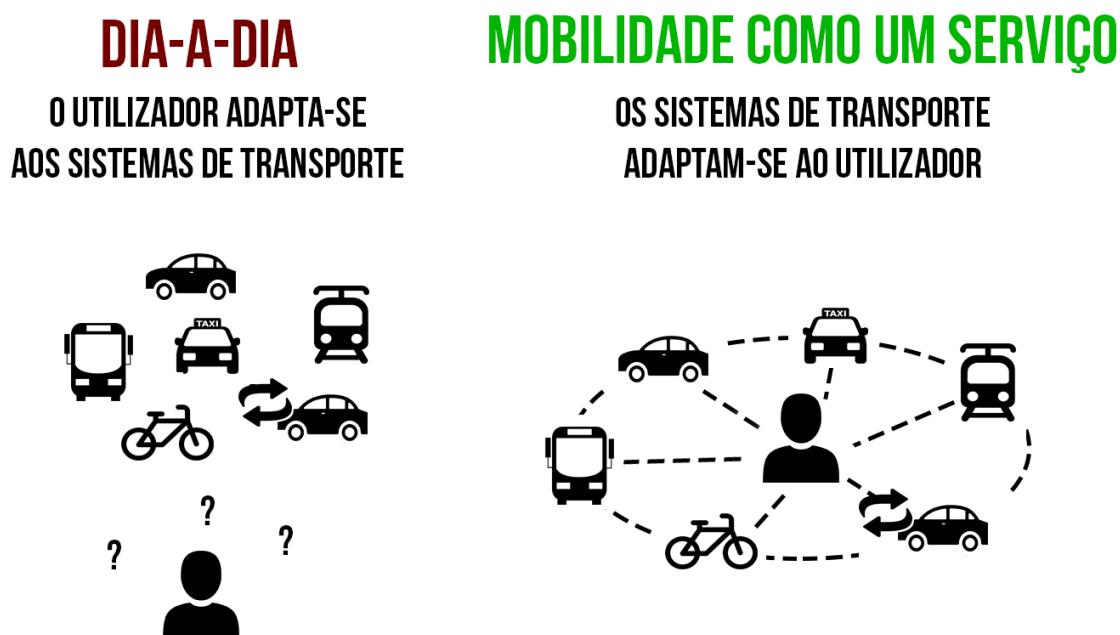 DIA-A-DIA
O UTILIZADOR ADAPTA-SE
AOS SISTEMAS DE TRANSPORTE
TAXI
?
?
?
MOBILIDADE COMO UM SERVIÇO
OS SISTEMAS DE TRANSPORTE
ADAPTAM-SE AO UTILIZADOR
TAXI